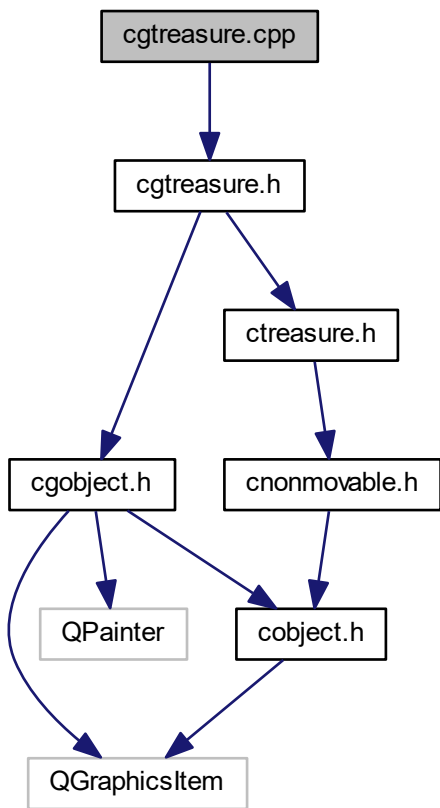 cgtreasure.cpp
cgtreasure.h
ctreasure.h
cgobject.h
cnonmovable.h
QPainter
cobject.h
QGraphicsItem